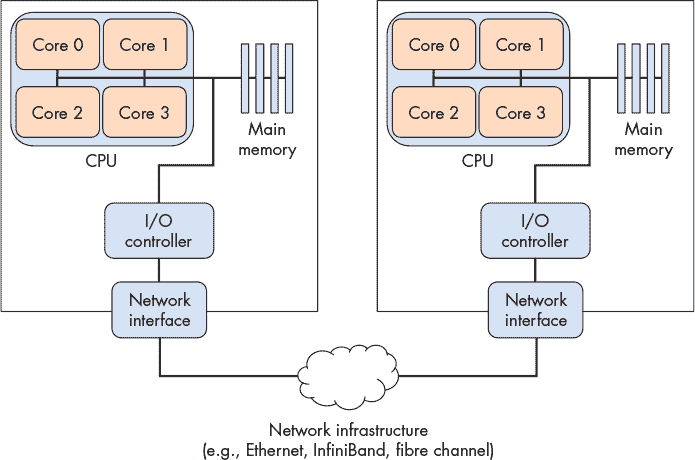 Core 0
Core 1
Core 2
Core 3
CPU
Main
memory
I/O
controller
Network
interface
Core 0
Core 1
Core 2
Core 3
CPU
Main
memory
I/O
controller
Network
interface
Network infrastructure
(e.g., Ethernet, InfiniBand, fibre channel)